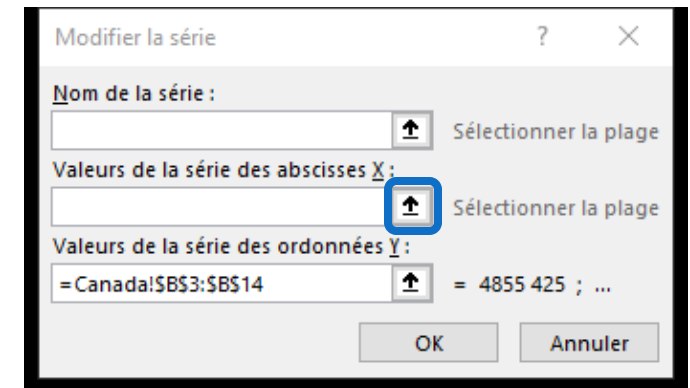 Modifier la série ?
Nom de la série :
Sélectionner la plage
Valeurs de la série des abscisses X :
Sélectionner la plage
Valeurs de la série des ordonnées Y :
=Canada!$B$3:$B$14 = 4855 425 ; ...
OK Annuler